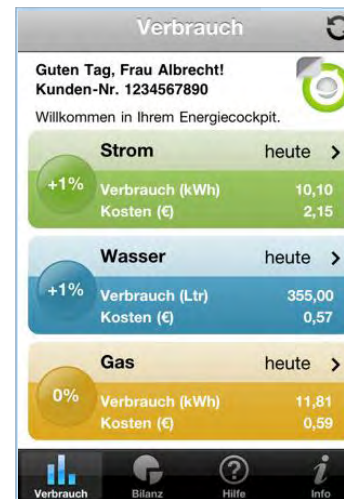 Verbrauch
Guten Tag, Frau Albrecht!
Kunden-Nr. 1234567890
Willkommen in Ihrem Energiecockpit.
Strom heute >
+1% Verbrauch (kWh) 10,10
Kosten (€) 2,15
Wasser heute >
+1% Verbrauch (Ltr) 355,00
Kosten (€) 0,57
Gas heute >
0% Verbrauch (kWh) 11,81
Kosten (€) 0,59
Verbrauch Bilanz Hilfe Info